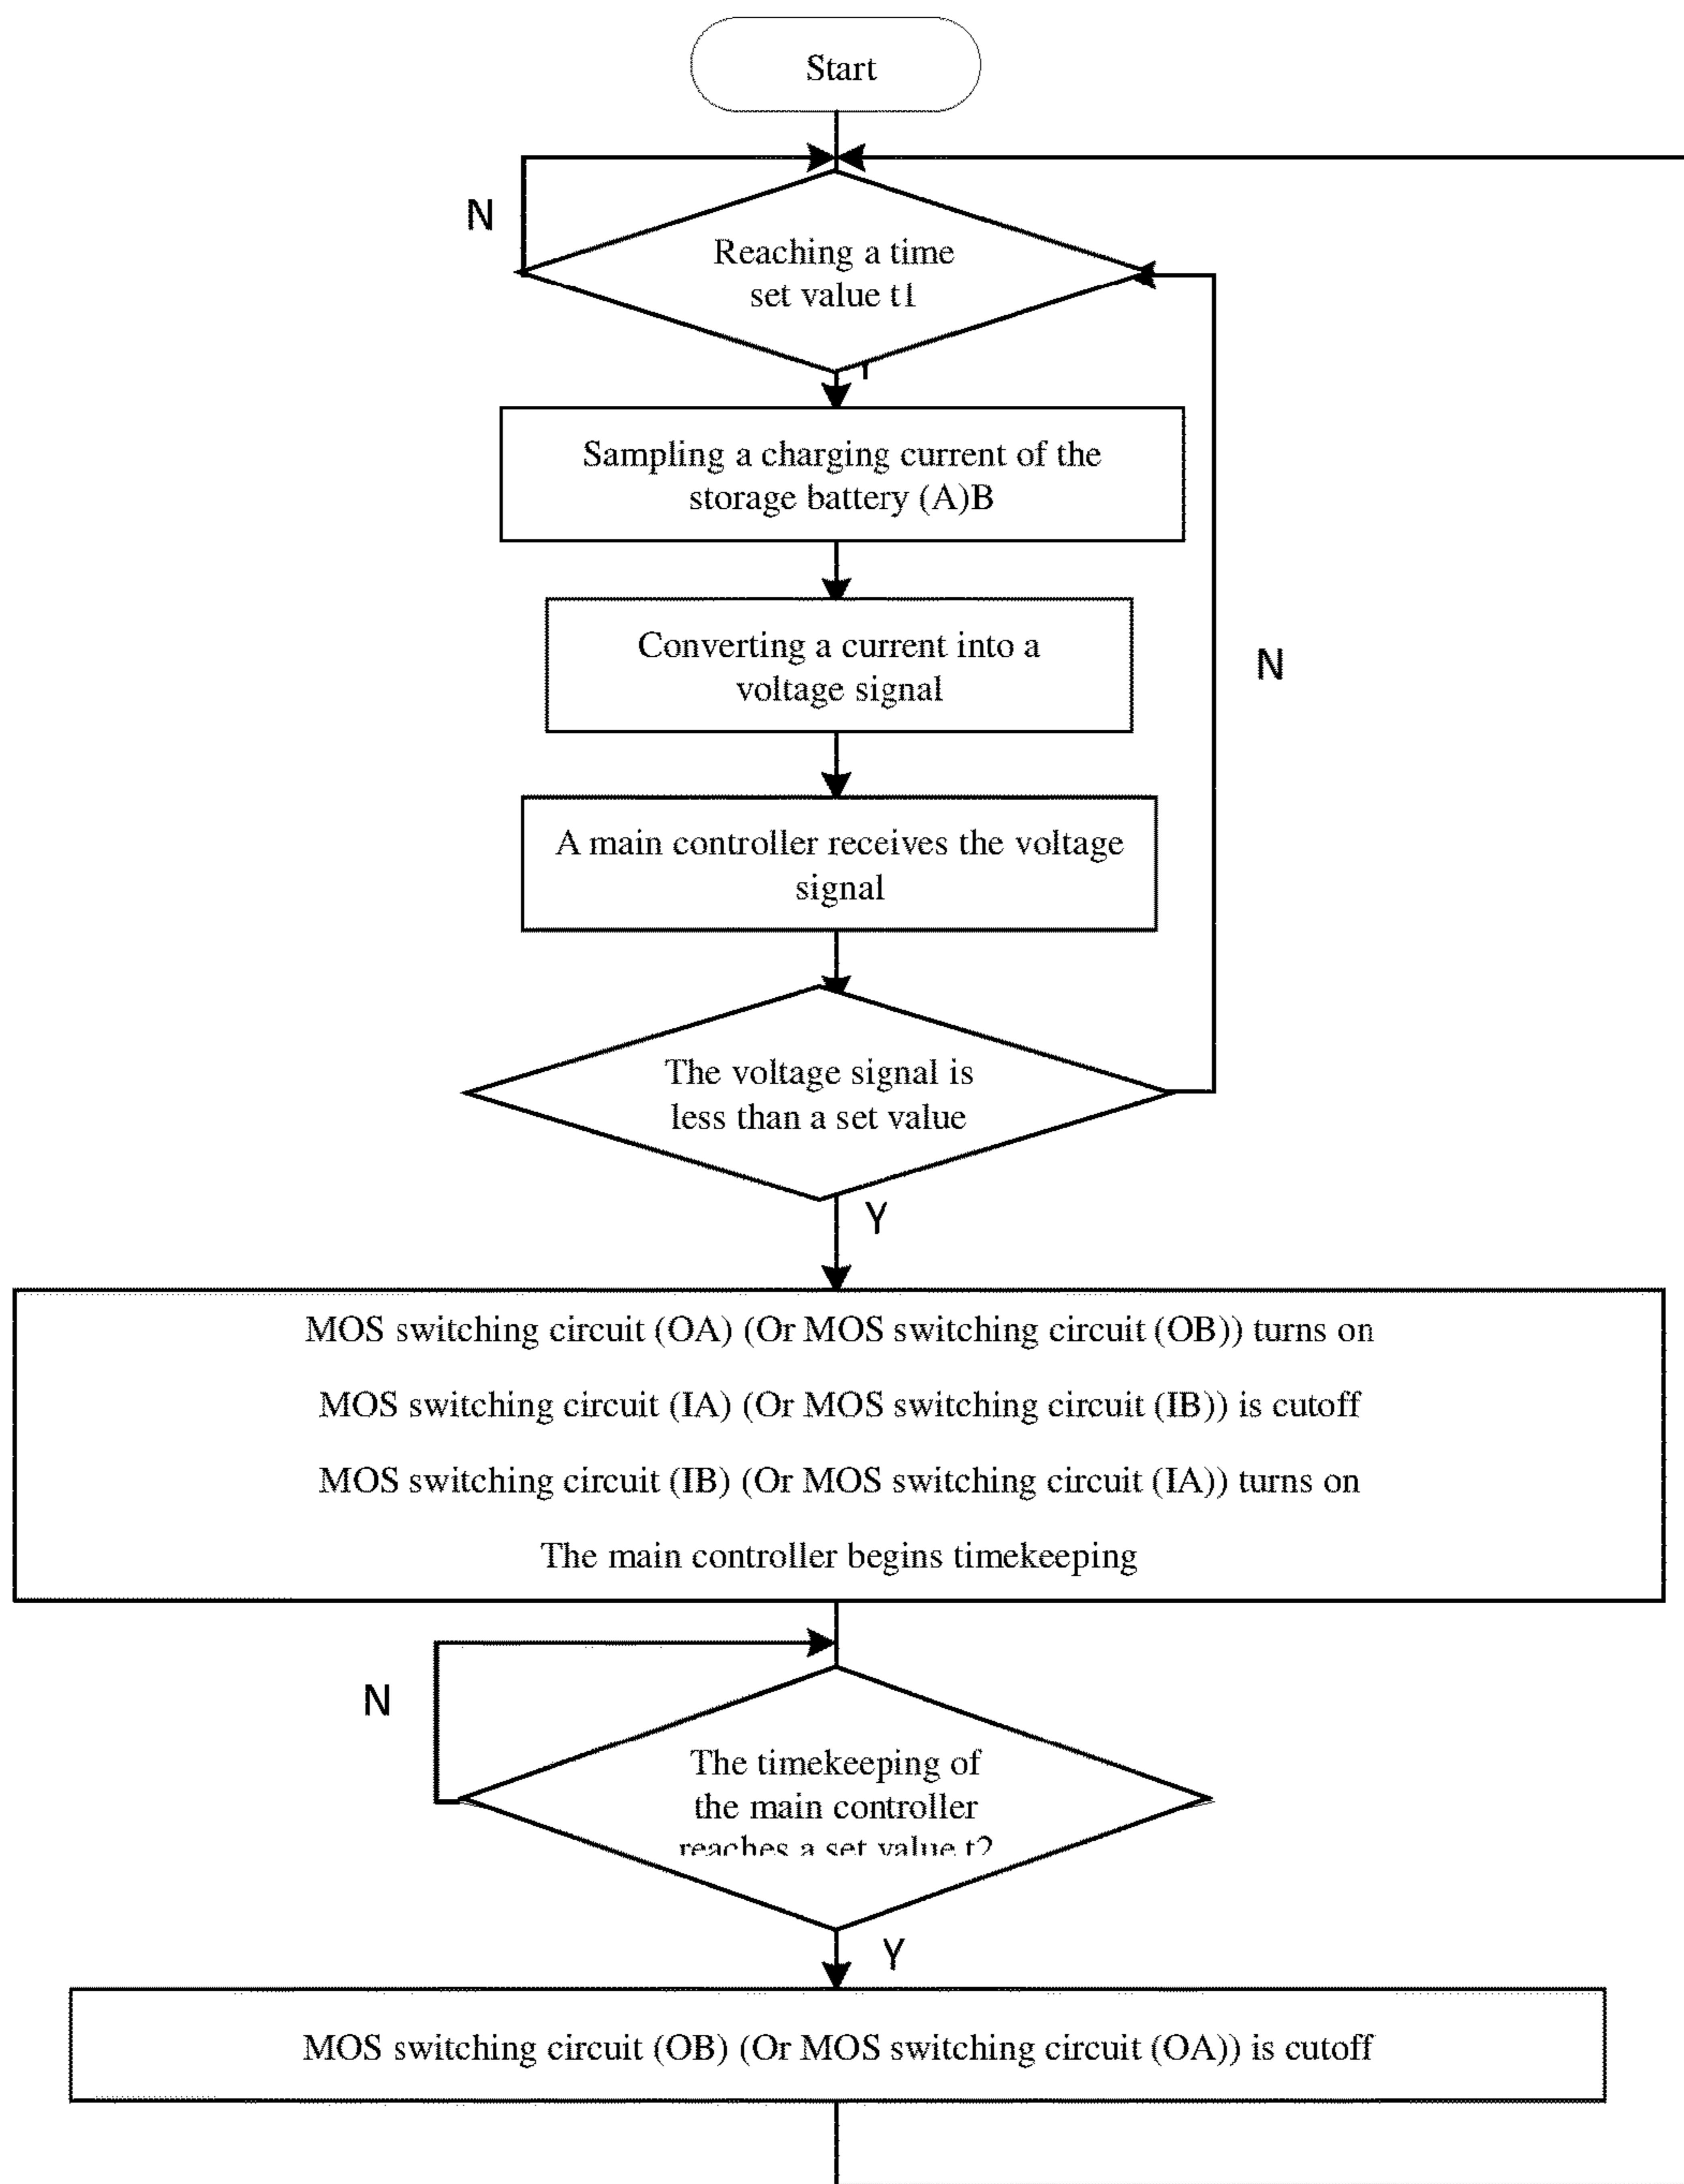 Start
N
Reaching a time
set value t1
Sampling a charging current of the
storage battery (A)B
Converting a current into a
voltage signal
N
A main controller receives the voltage
signal
The voltage signal is
less than a set value
Y
MOS switching circuit (OA) (Or MOS switching circuit (OB)) turns on
MOS switching circuit (IA) (Or MOS switching circuit (IB)) is cutoff
MOS switching circuit (IB) (Or MOS switching circuit (IA)) turns on
The main controller begins timekeeping
N
The timekeeping of
the main controller
reaches a set value t2
Y
MOS switching circuit (OB) (Or MOS switching circuit (OA)) is cutoff